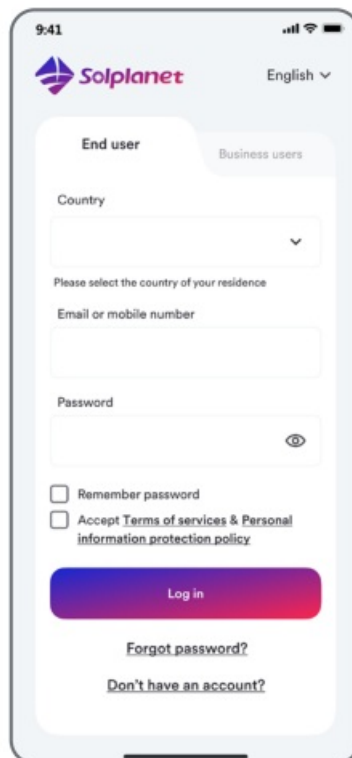 9:41
Solplanet
English
End user
Business users
Country
Please select the country of your residence
Email or mobile number
Password
Remember password
Accept Terms of services & Personal
information protection policy
Log in
Forgot password?
Don't have an account?